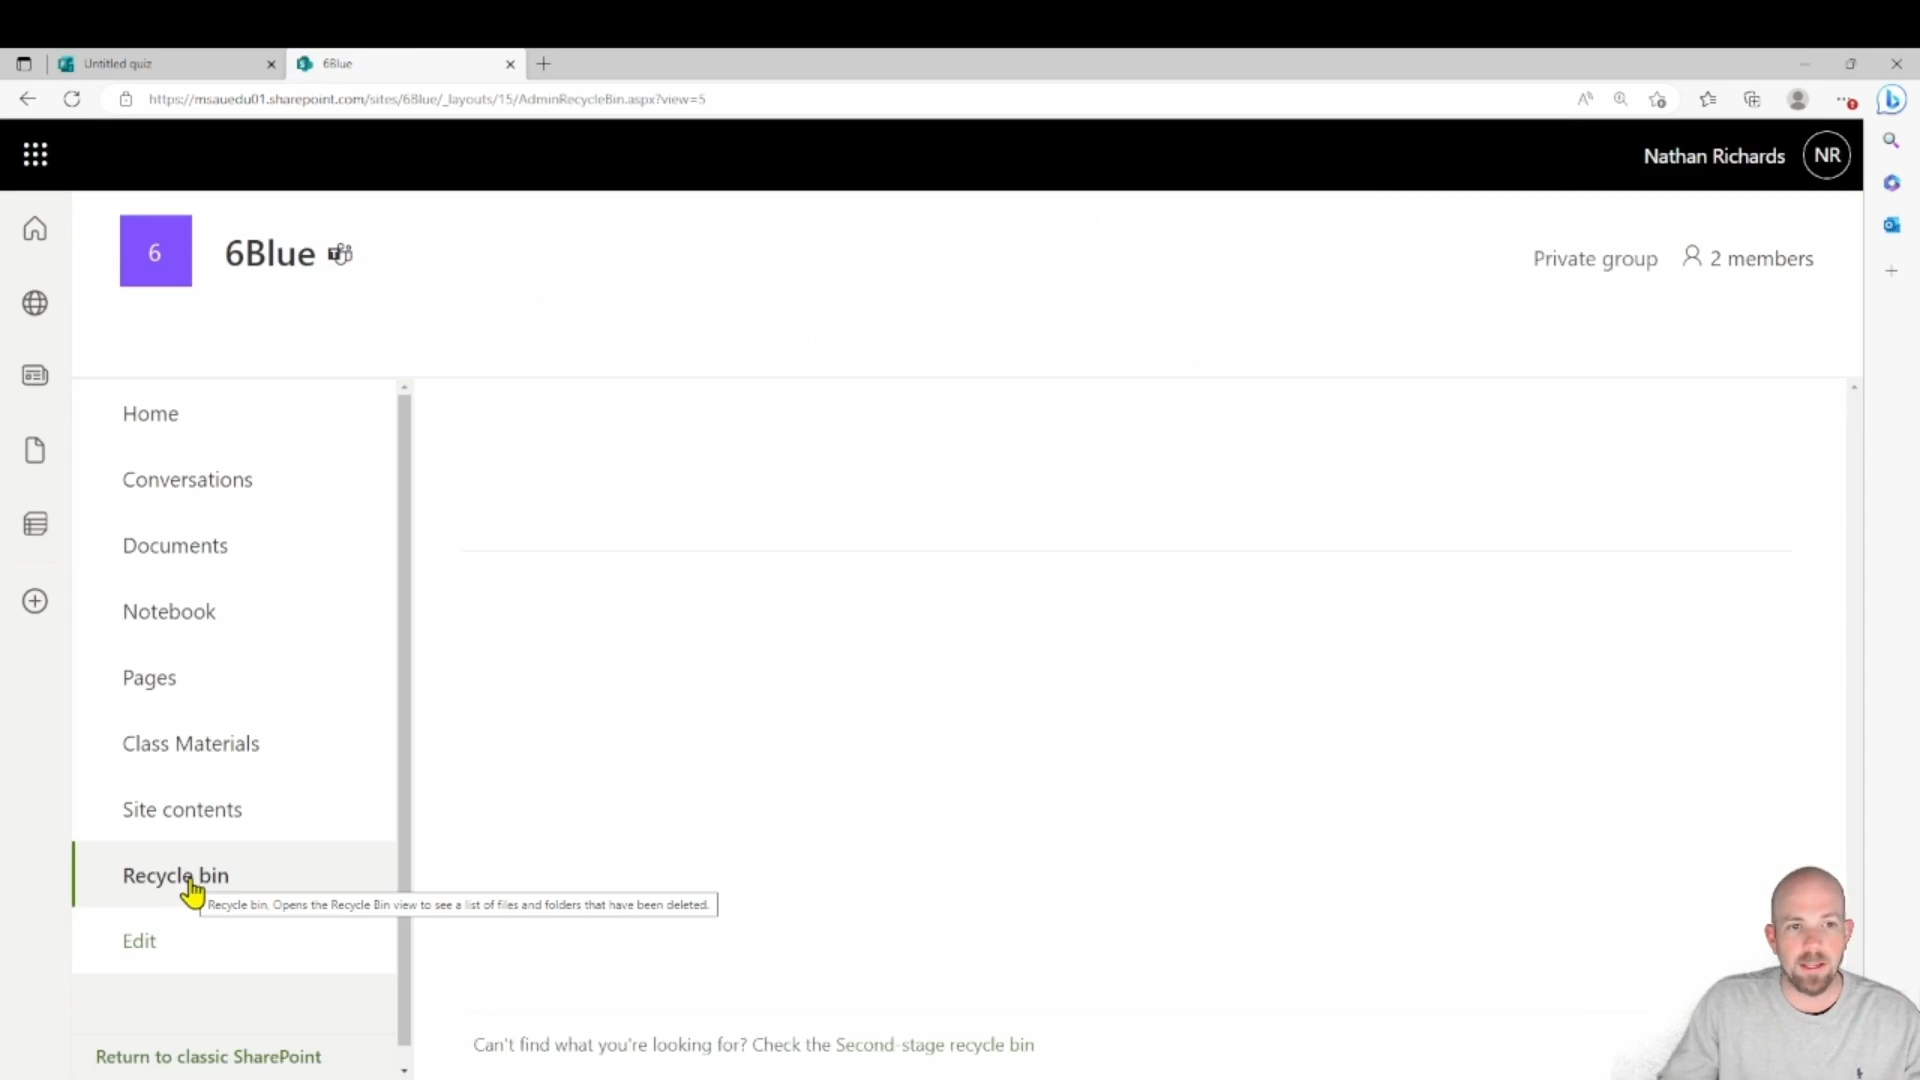 Untitled quiz
6Blue
https://msauedu01.sharepoint.com/sites/6Blue/_layouts/15/AdminRecycleBin.aspx?view=5
Nathan Richards NR
6 6Blue
Private group 2 members
Home
Conversations
Documents
Notebook
Pages
Class Materials
Site contents
Recycle bin
Recycle bin, Opens the Recycle Bin view to see a list of files and folders that have been deleted.
Edit
Return to classic SharePoint
Can't find what you're looking for? Check the Second-stage recycle bin